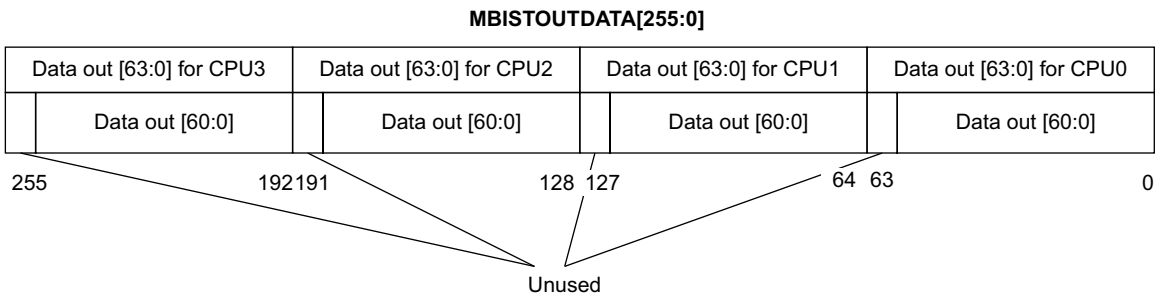 MBISTOUTDATA[255:0]
Data out [63:0] for CPU3 Data out [63:0] for CPU2 Data out [63:0] for CPU1 Data out [63:0] for CPU0
Data out [60:0] Data out [60:0] Data out [60:0] Data out [60:0]
255 192 191 128 127 64 63 0
Unused